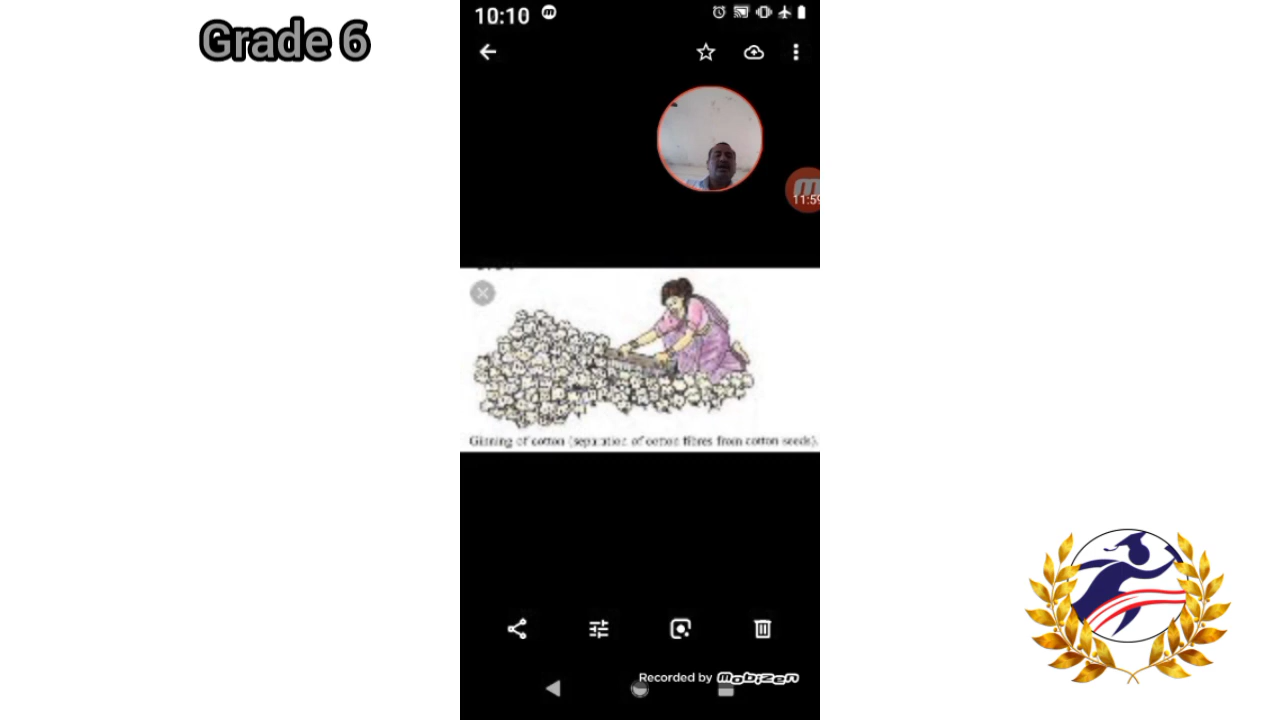 Grade 6
10:10
11:59
Ginning of cotton (separation of cotton fibres from cotton seeds).
Recorded by mobizen